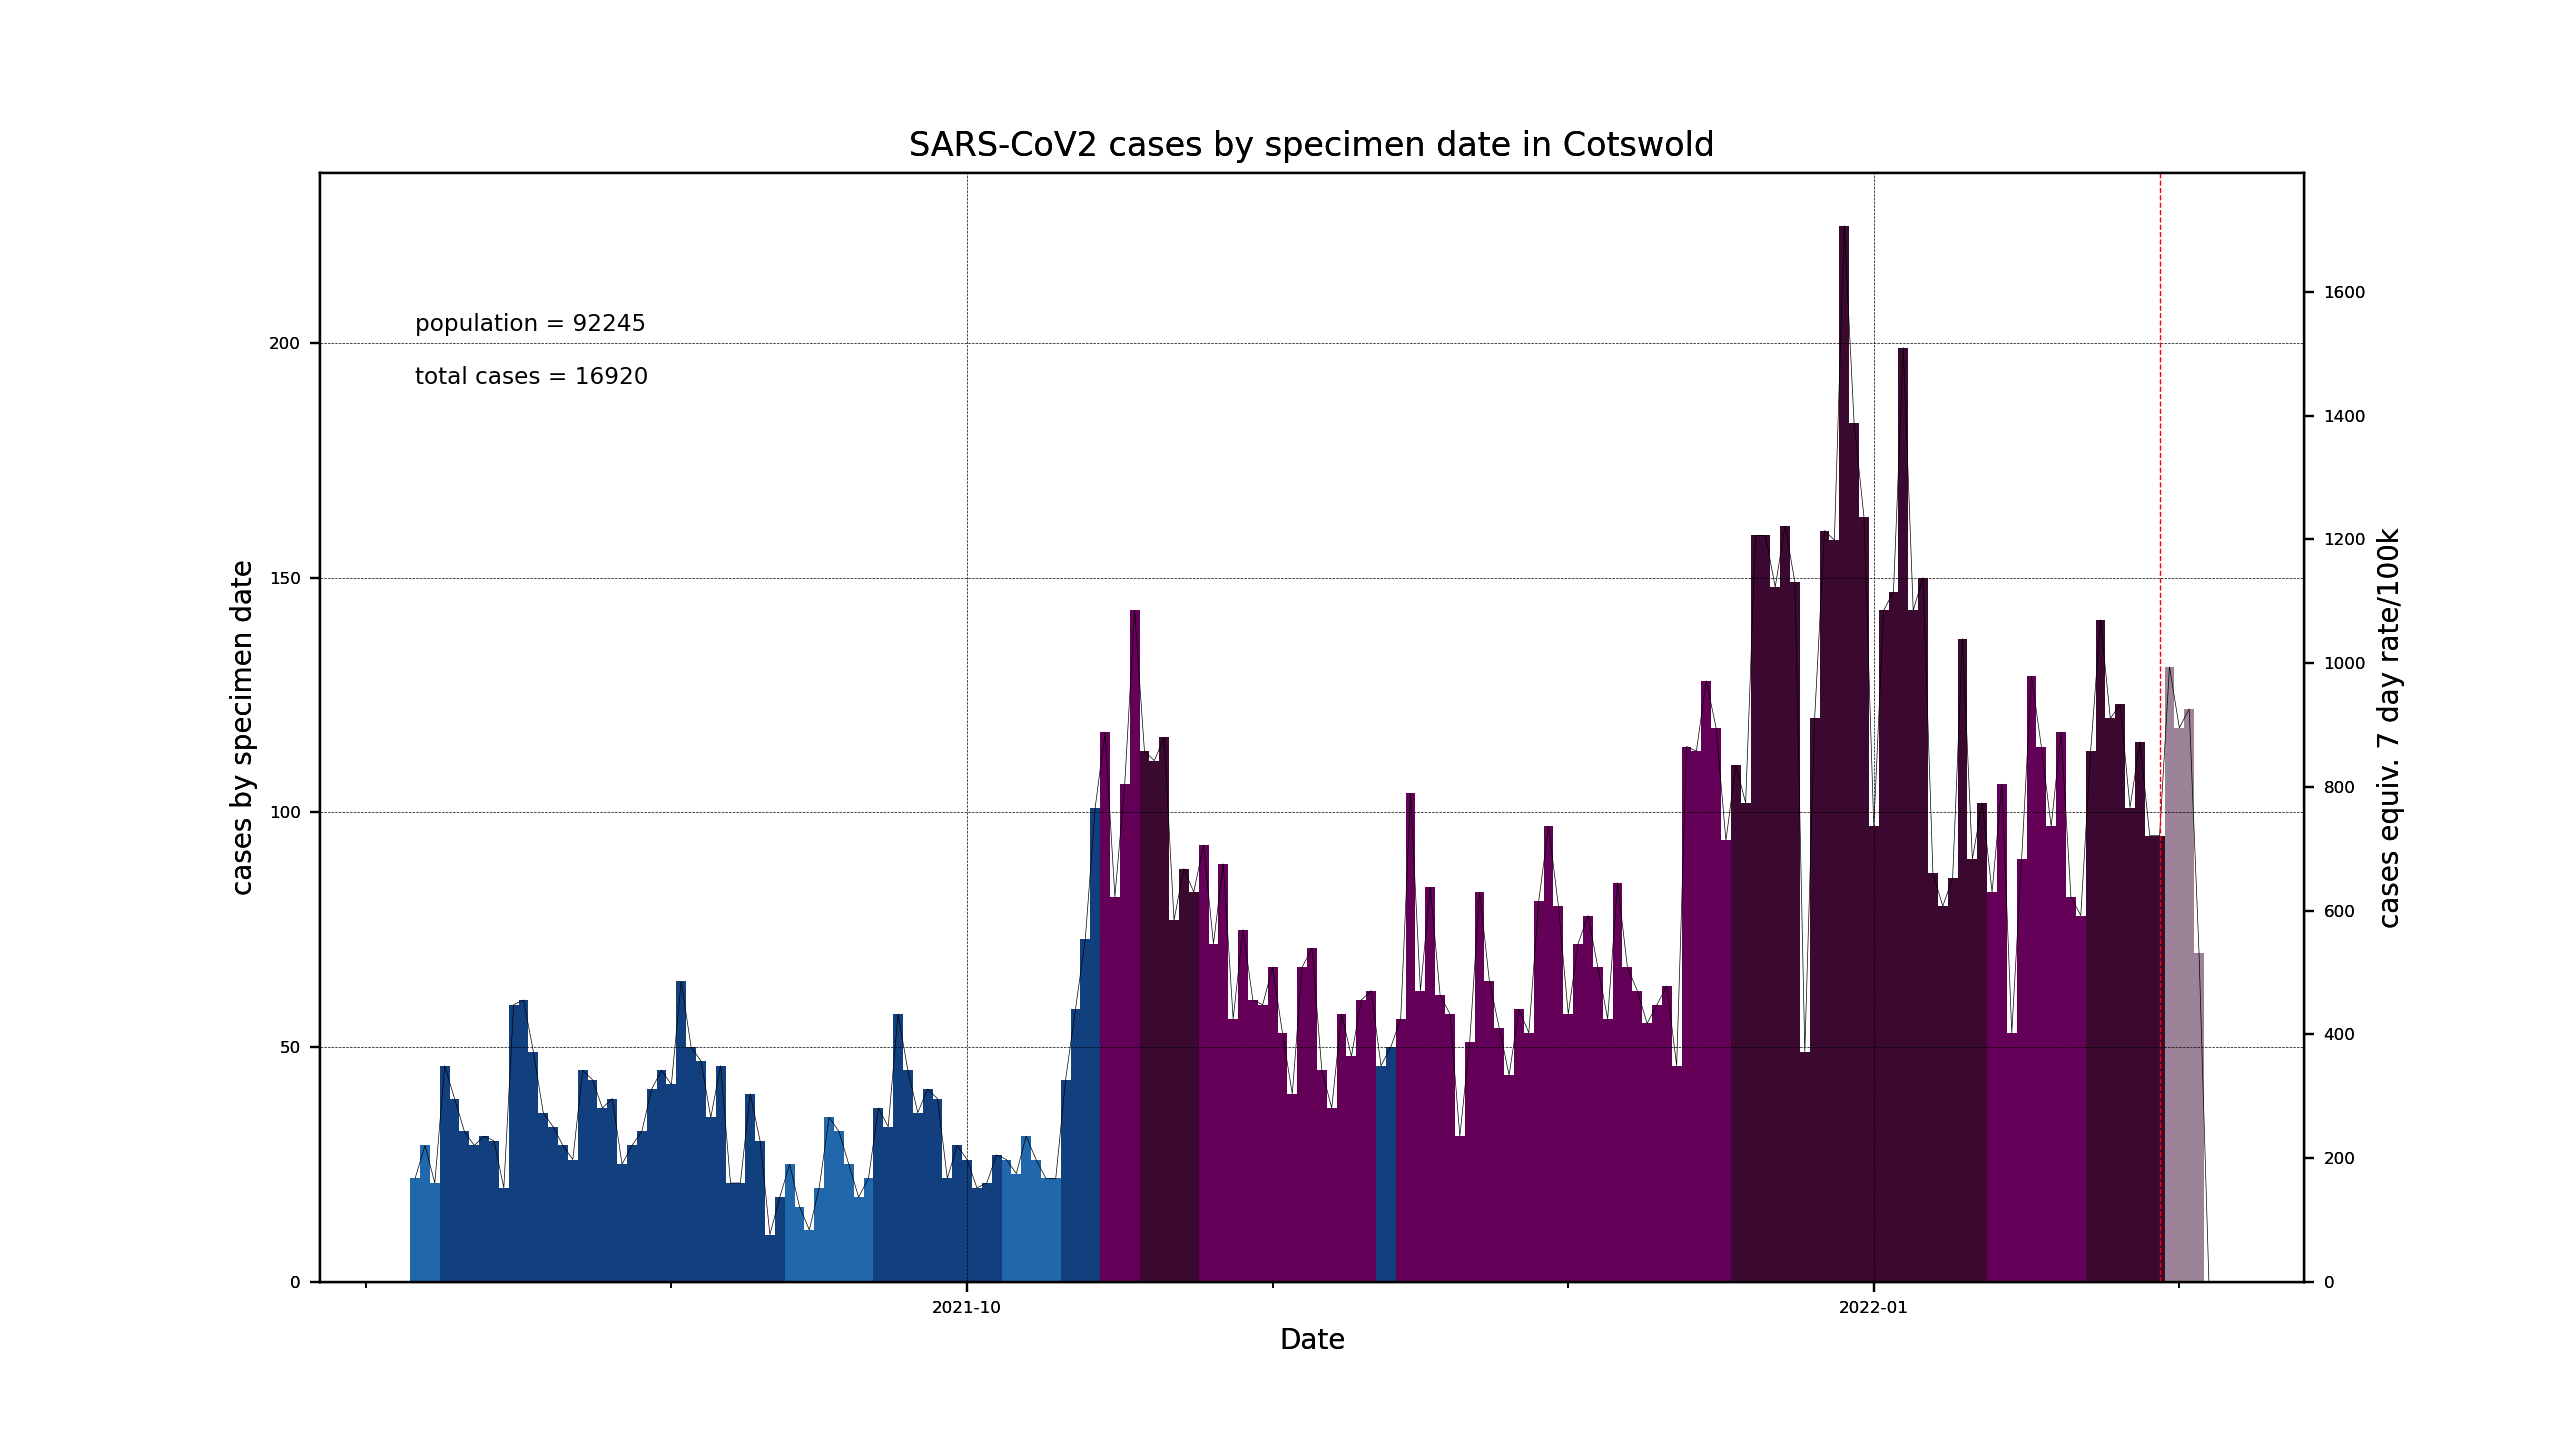 SARS-CoV2 cases by specimen date in Cotswold
population = 92245
total cases = 16920
cases by specimen date
200
150
100
50
0
1600
1400
1200
1000
800
600
400
200
0
cases equiv. 7 day rate/100k
2021-10
2022-01
Date